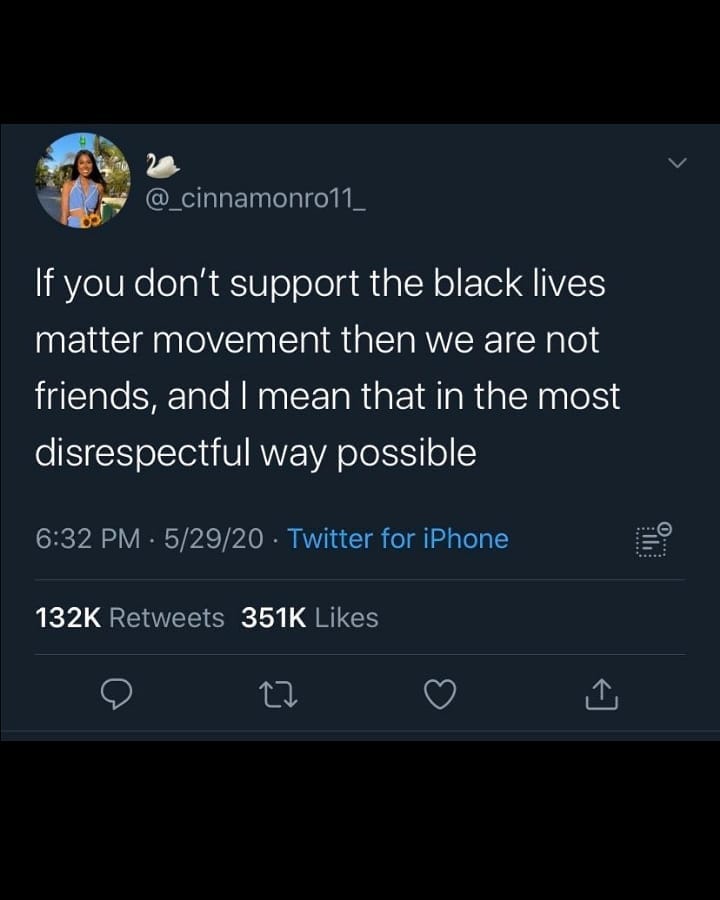 🦢
@_cinnamonro11_
If you don't support the black lives
matter movement then we are not
friends, and I mean that in the most
disrespectful way possible
6:32 PM · 5/29/20 · Twitter for iPhone
132K Retweets 351K Likes